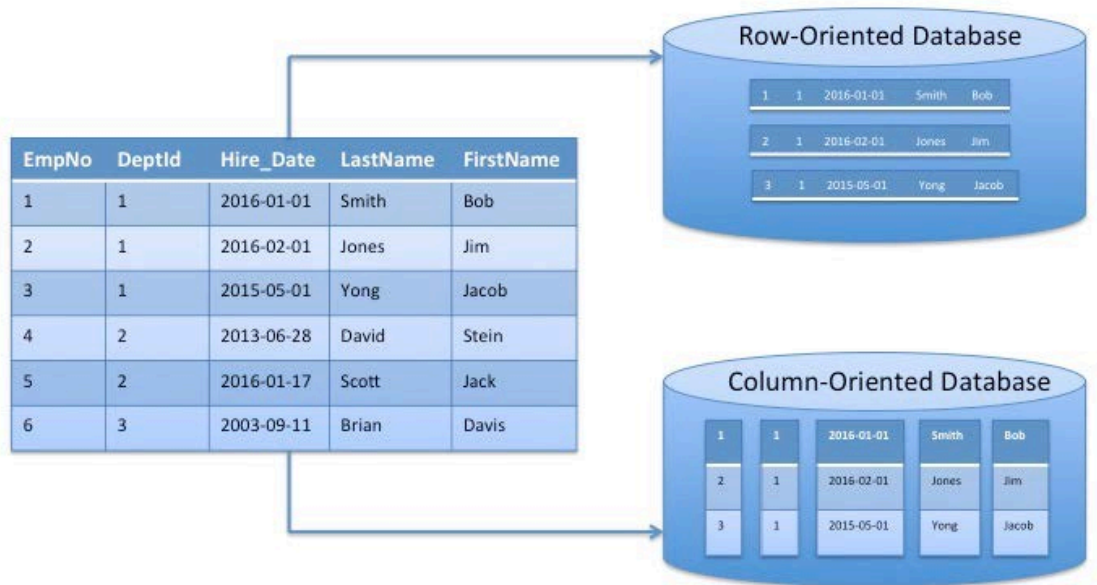 Row-Oriented Database
1 1 2016-01-01 Smith Bob
2 1 2016-02-01 Jones Jim
3 1 2015-05-01 Yong Jacob
EmpNo DeptId Hire_Date LastName FirstName
1 1 2016-01-01 Smith Bob
2 1 2016-02-01 Jones Jim
3 1 2015-05-01 Yong Jacob
4 2 2013-06-28 David Stein
5 2 2016-01-17 Scott Jack
6 3 2003-09-11 Brian Davis
Column-Oriented Database
1 1 2016-01-01 Smith Bob
2 1 2016-02-01 Jones Jim
3 1 2015-05-01 Yong Jacob